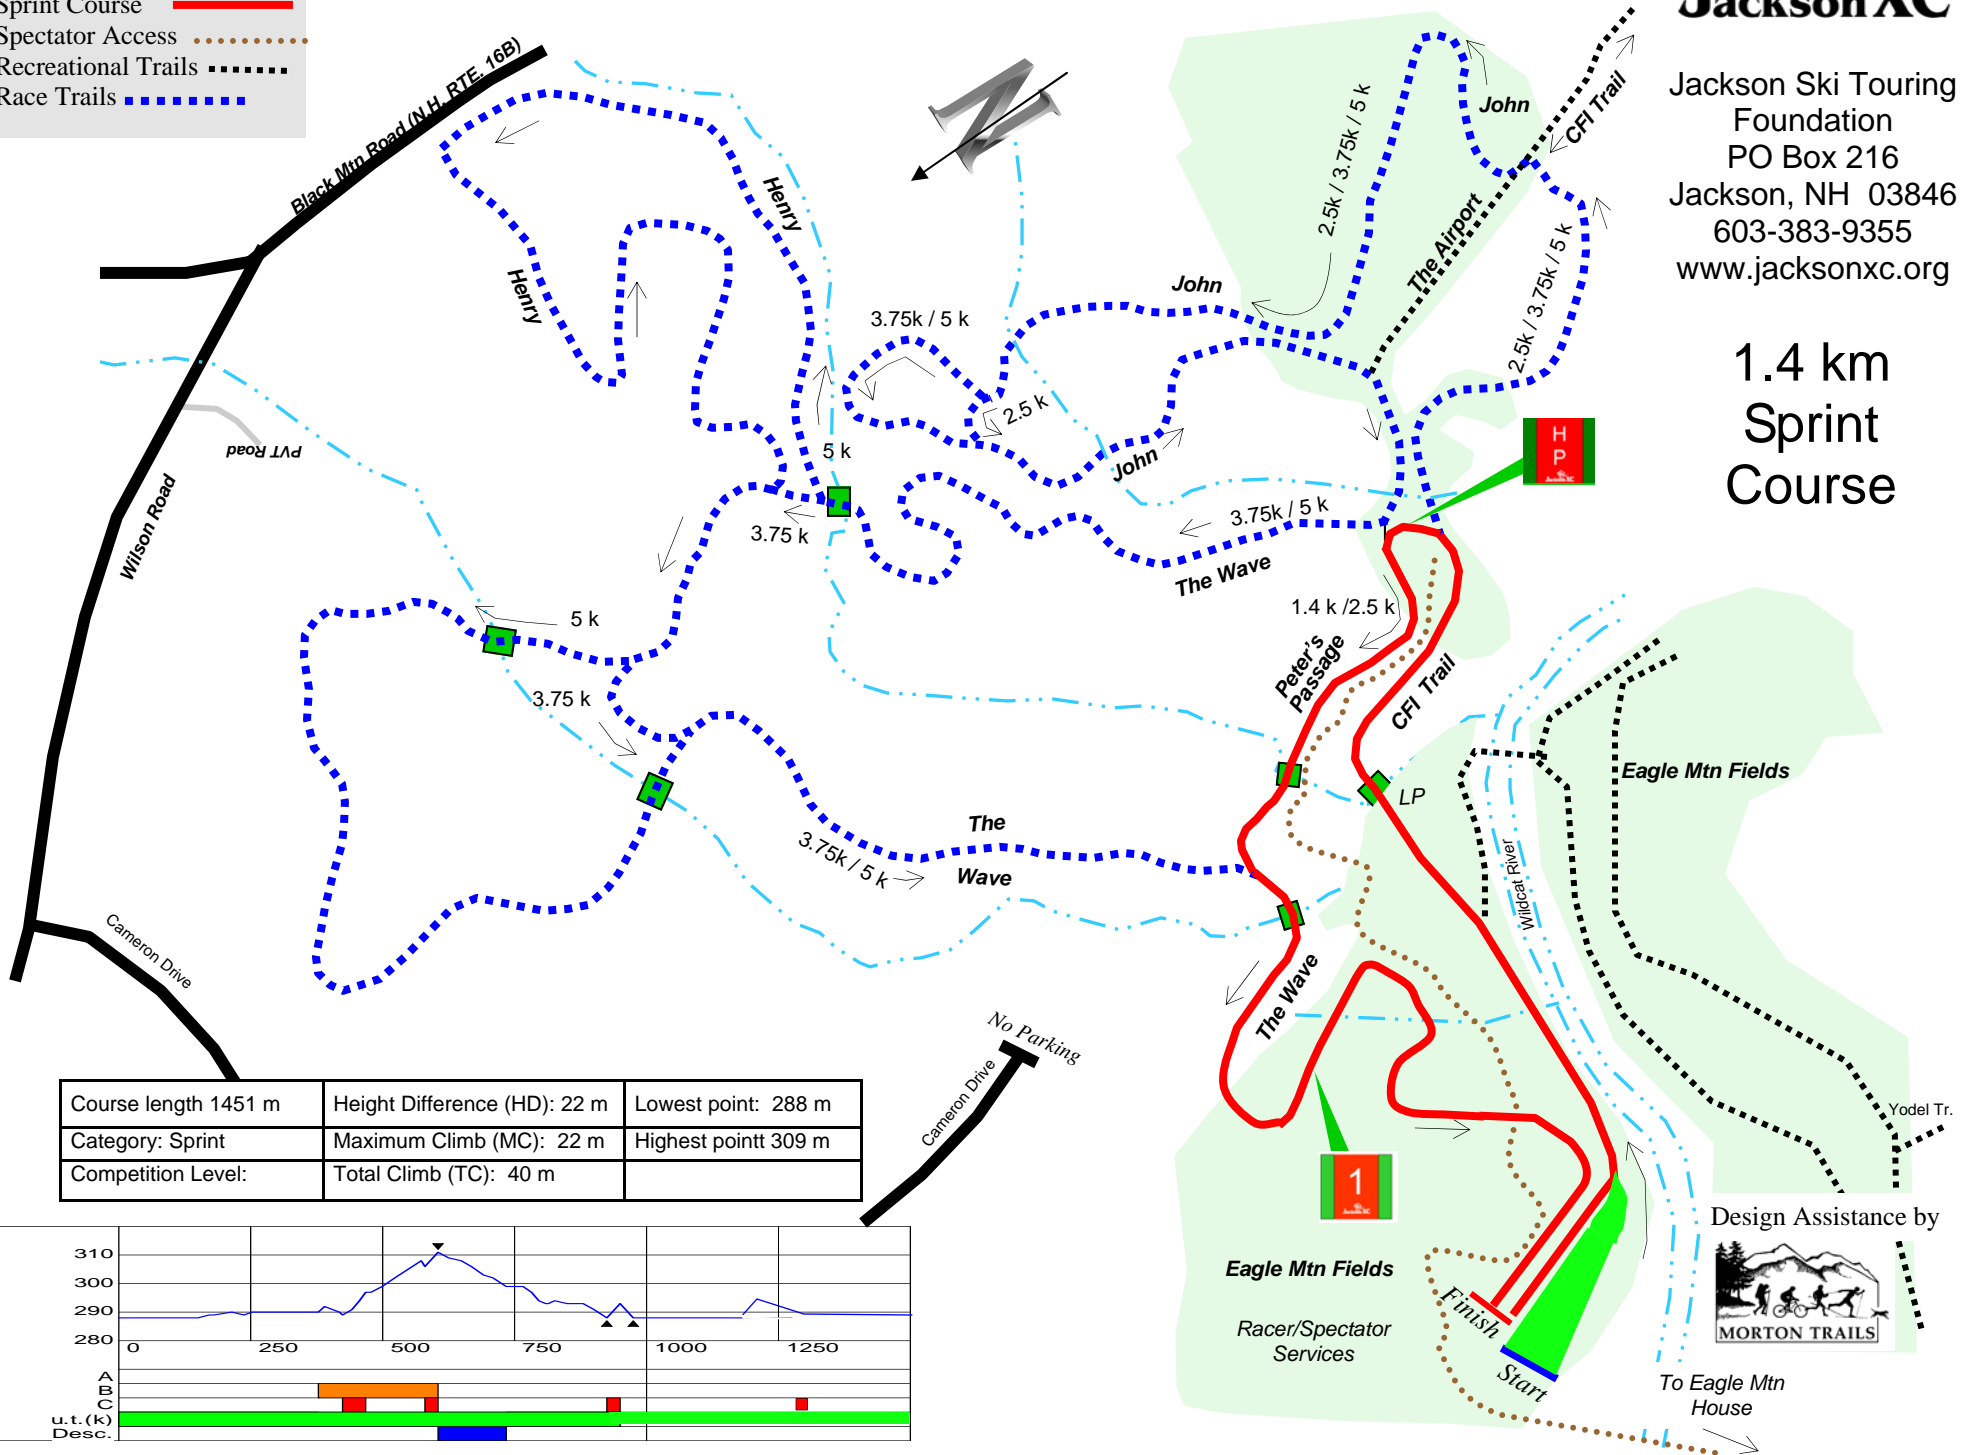 Sprint Course
Spectator Access
Recreational Trails
Race Trails
Jackson XC
Jackson Ski Touring
Foundation
PO Box 216
Jackson, NH  03846
603-383-9355
www.jacksonxc.org
1.4 km
Sprint
Course
Black Mtn Road (N.H. RTE. 16B)
Henry
Henry
N
2.5k / 3.75k / 5 k
John
CFI Trail
The Airport
2.5k / 3.75k / 5 k
John
3.75k / 5 k
2.5 k
John
5 k
3.75 k
PVT Road
Wilson Road
H
P
JacksonXC
3.75k / 5 k
The Wave
1.4 k /2.5 k
Peter's
Passage
CFI Trail
5 k
3.75 k
LP
Eagle Mtn Fields
Wildcat River
The
Wave
3.75k / 5 k
Cameron Drive
The Wave
No Parking
Cameron Drive
Yodel Tr.
Course length 1451 m
Height Difference (HD): 22 m
Lowest point:  288 m
Category: Sprint
Maximum Climb (MC):  22 m
Highest pointt 309 m
Competition Level:
Total Climb (TC):  40 m
1
JacksonXC
Eagle Mtn Fields
Racer/Spectator
Services
Finish
Start
Design Assistance by
MORTON TRAILS
To Eagle Mtn
House
310
300
290
280
0 250 500 750 1000 1250
A
B
C
u.t.(k)
Desc.